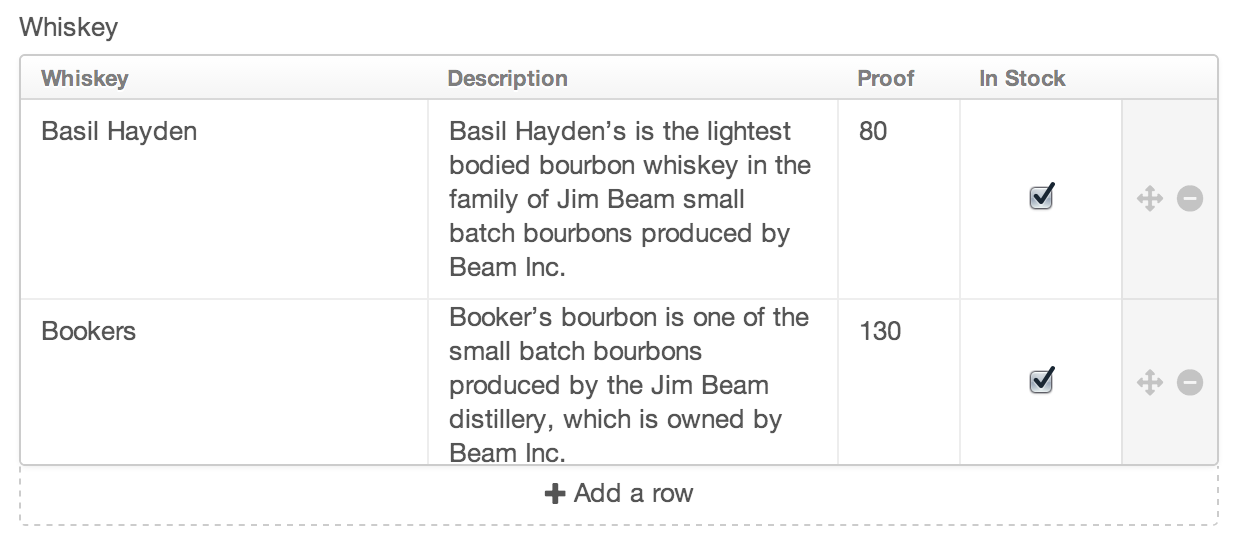 Whiskey
Whiskey Description Proof In Stock
Basil Hayden
Basil Hayden’s is the lightest
bodied bourbon whiskey in the
family of Jim Beam small
batch bourbons produced by
Beam Inc.
80
Bookers
Booker’s bourbon is one of the
small batch bourbons
produced by the Jim Beam
distillery, which is owned by
Beam Inc.
130
Add a row